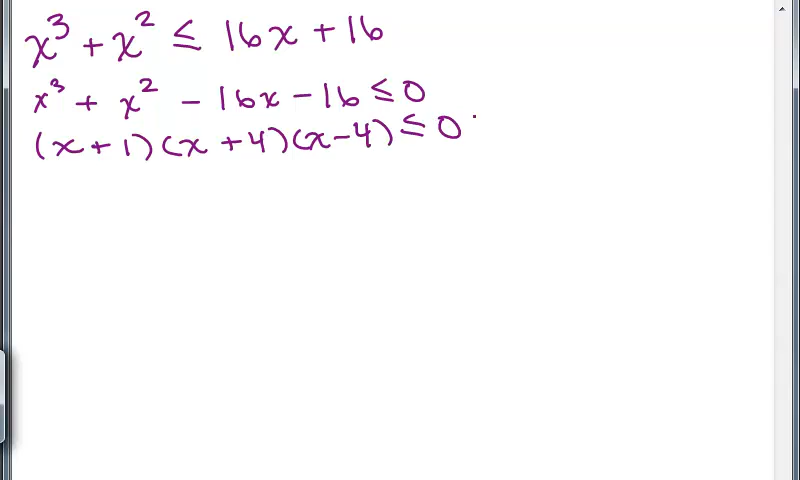 x³ + x² ≤ 16x + 16
x³ + x² - 16x - 16 ≤ 0
(x + 1)(x + 4)(x - 4) ≤ 0